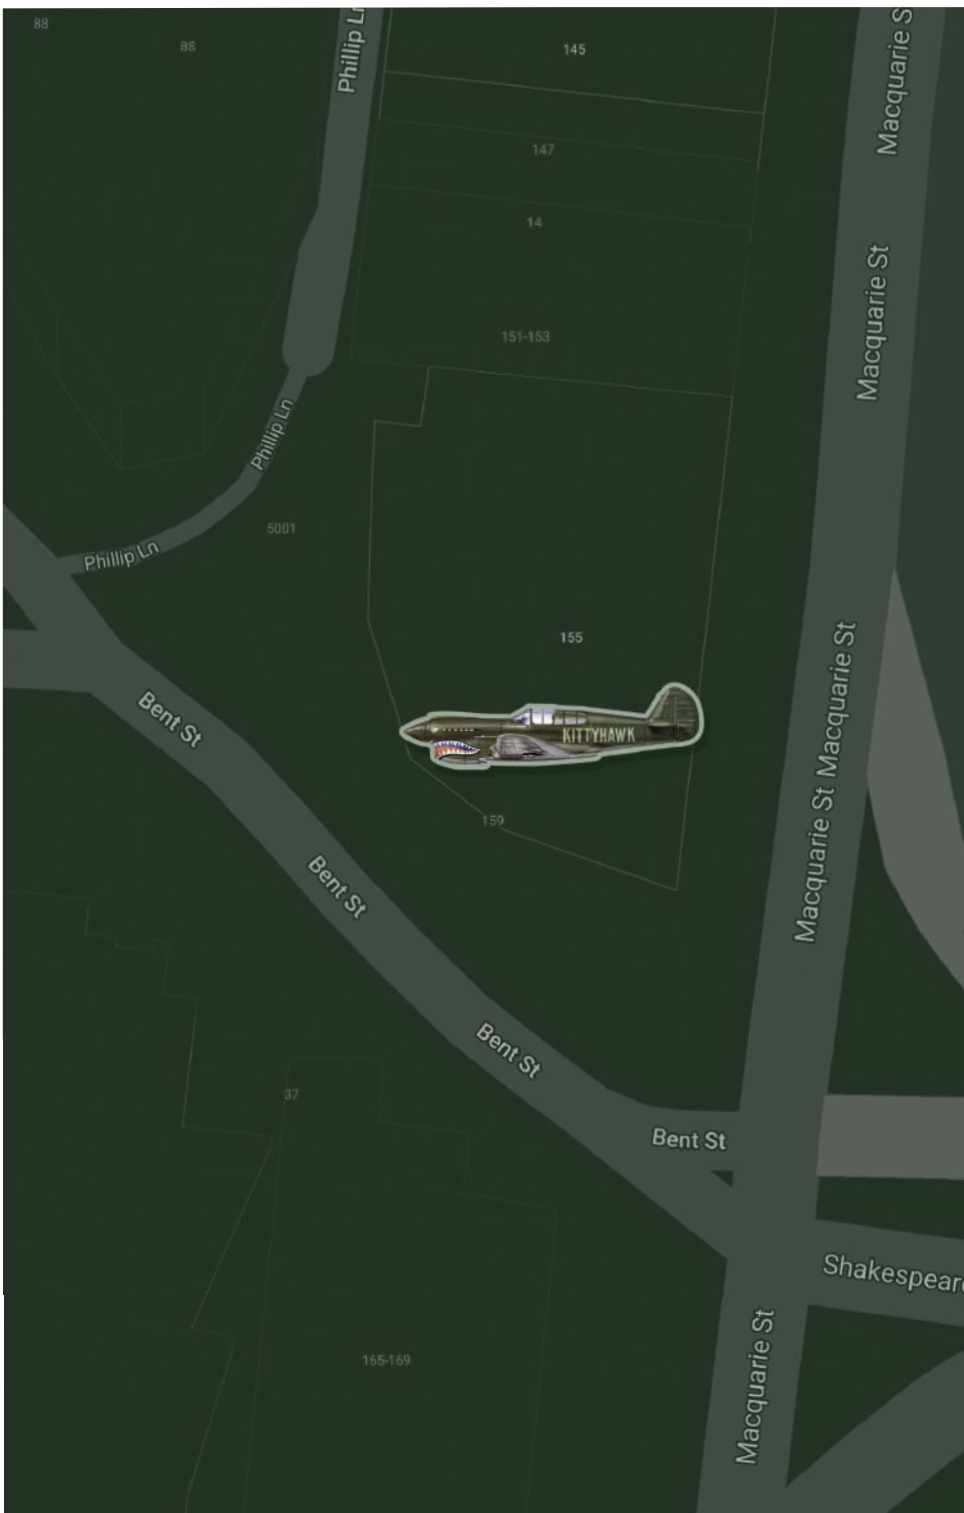 88
88
Phillip Ln
145
Macquarie S
147
14
Macquarie St
151-153
Phillip Ln
5001
Phillip Ln
155
Macquarie St
Bent St
KITTYHAWK
Macquarie St
159
Bent St
Bent St
37
Bent St
Shakespear
165-169
Macquarie St